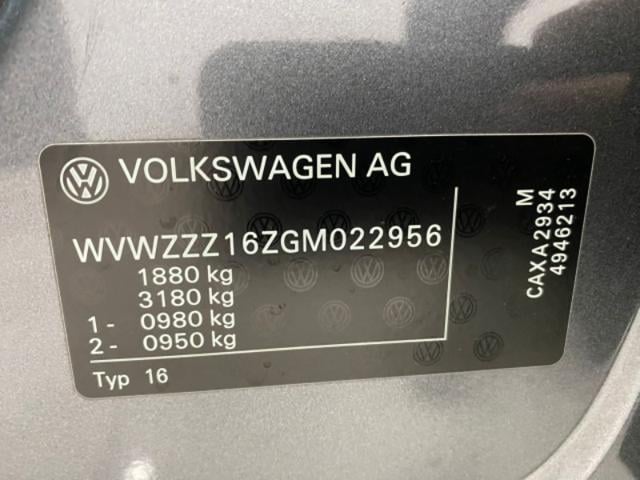 VOLKSWAGEN AG
WVWZZZ16ZGM022956
1880 kg
3180 kg
1 - 0980 kg
2 - 0950 kg
Typ 16
M
CAXA2934
4946213